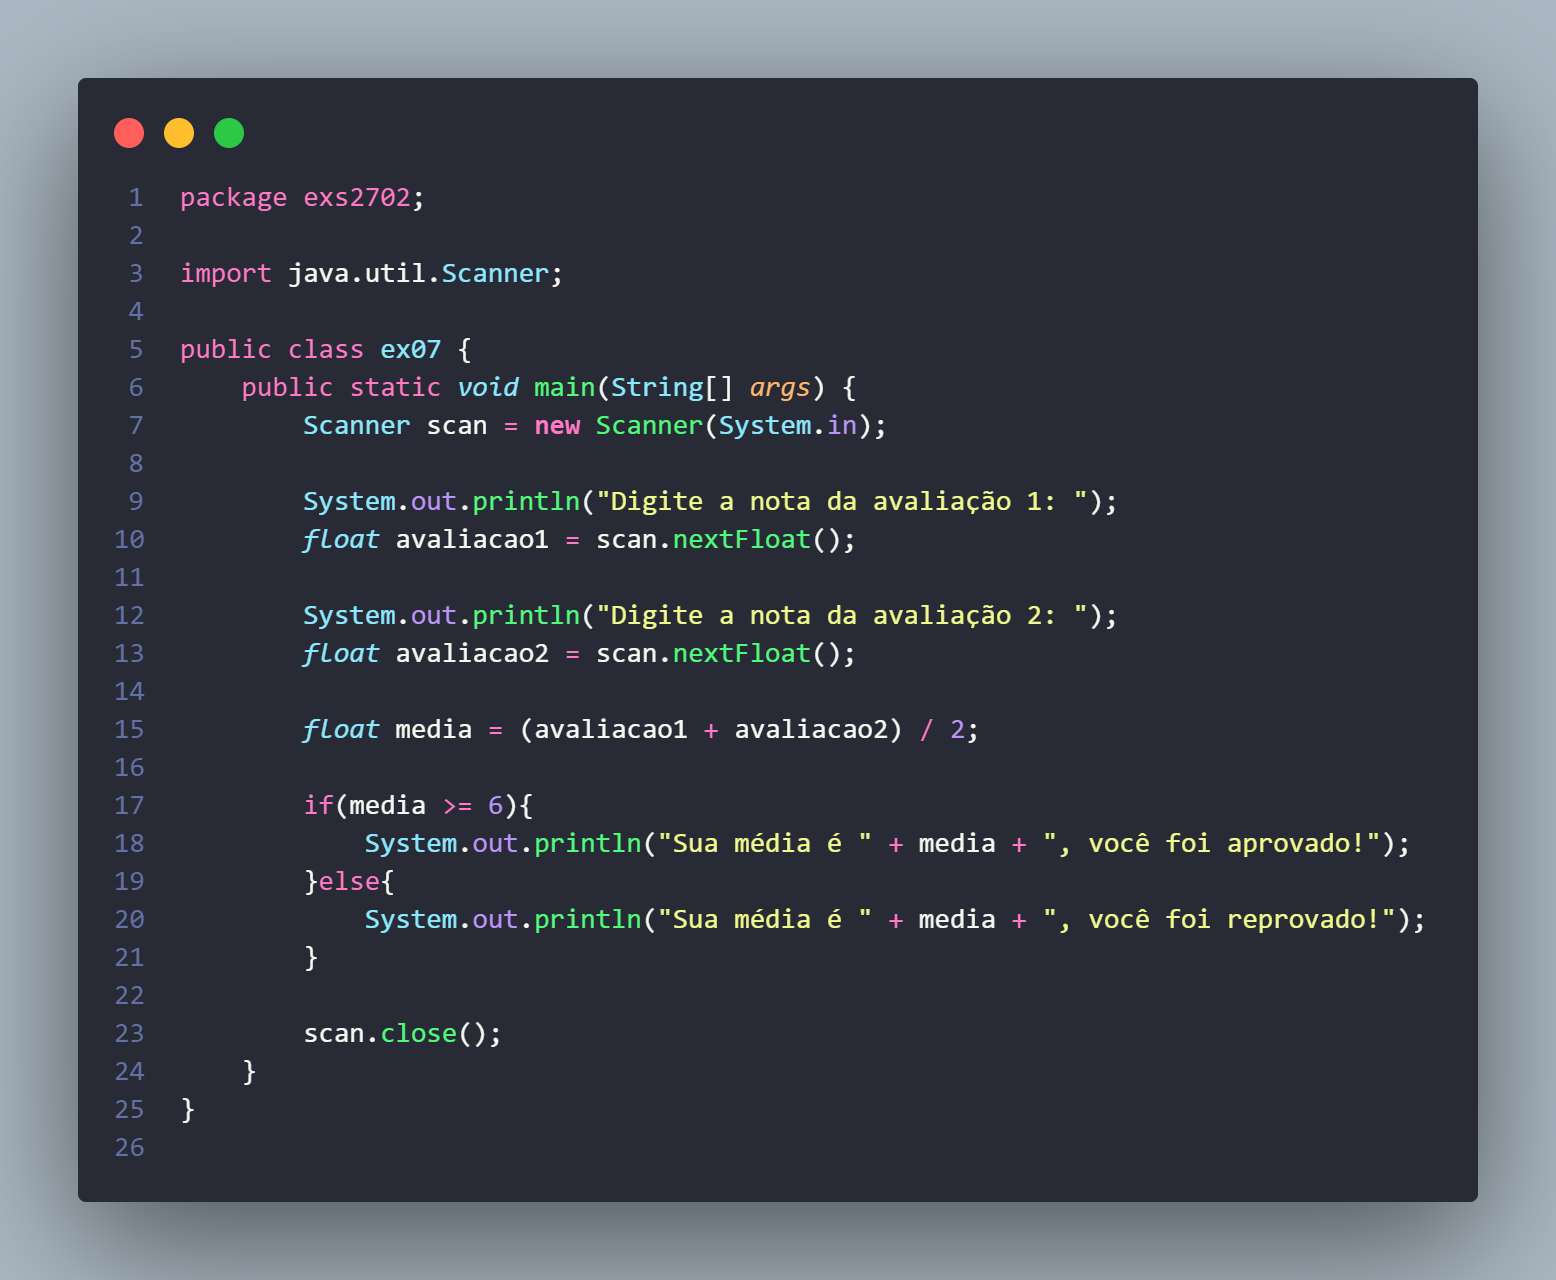 1 package exs2702;
2
3 import java.util.Scanner;
4
5 public class ex07 {
6     public static void main(String[] args) {
7         Scanner scan = new Scanner(System.in);
8
9         System.out.println("Digite a nota da avaliação 1: ");
10         float avaliacao1 = scan.nextFloat();
11
12         System.out.println("Digite a nota da avaliação 2: ");
13         float avaliacao2 = scan.nextFloat();
14
15         float media = (avaliacao1 + avaliacao2) / 2;
16
17         if(media >= 6){
18             System.out.println("Sua média é " + media + ", você foi aprovado!");
19         }else{
20             System.out.println("Sua média é " + media + ", você foi reprovado!");
21         }
22
23         scan.close();
24     }
25 }
26